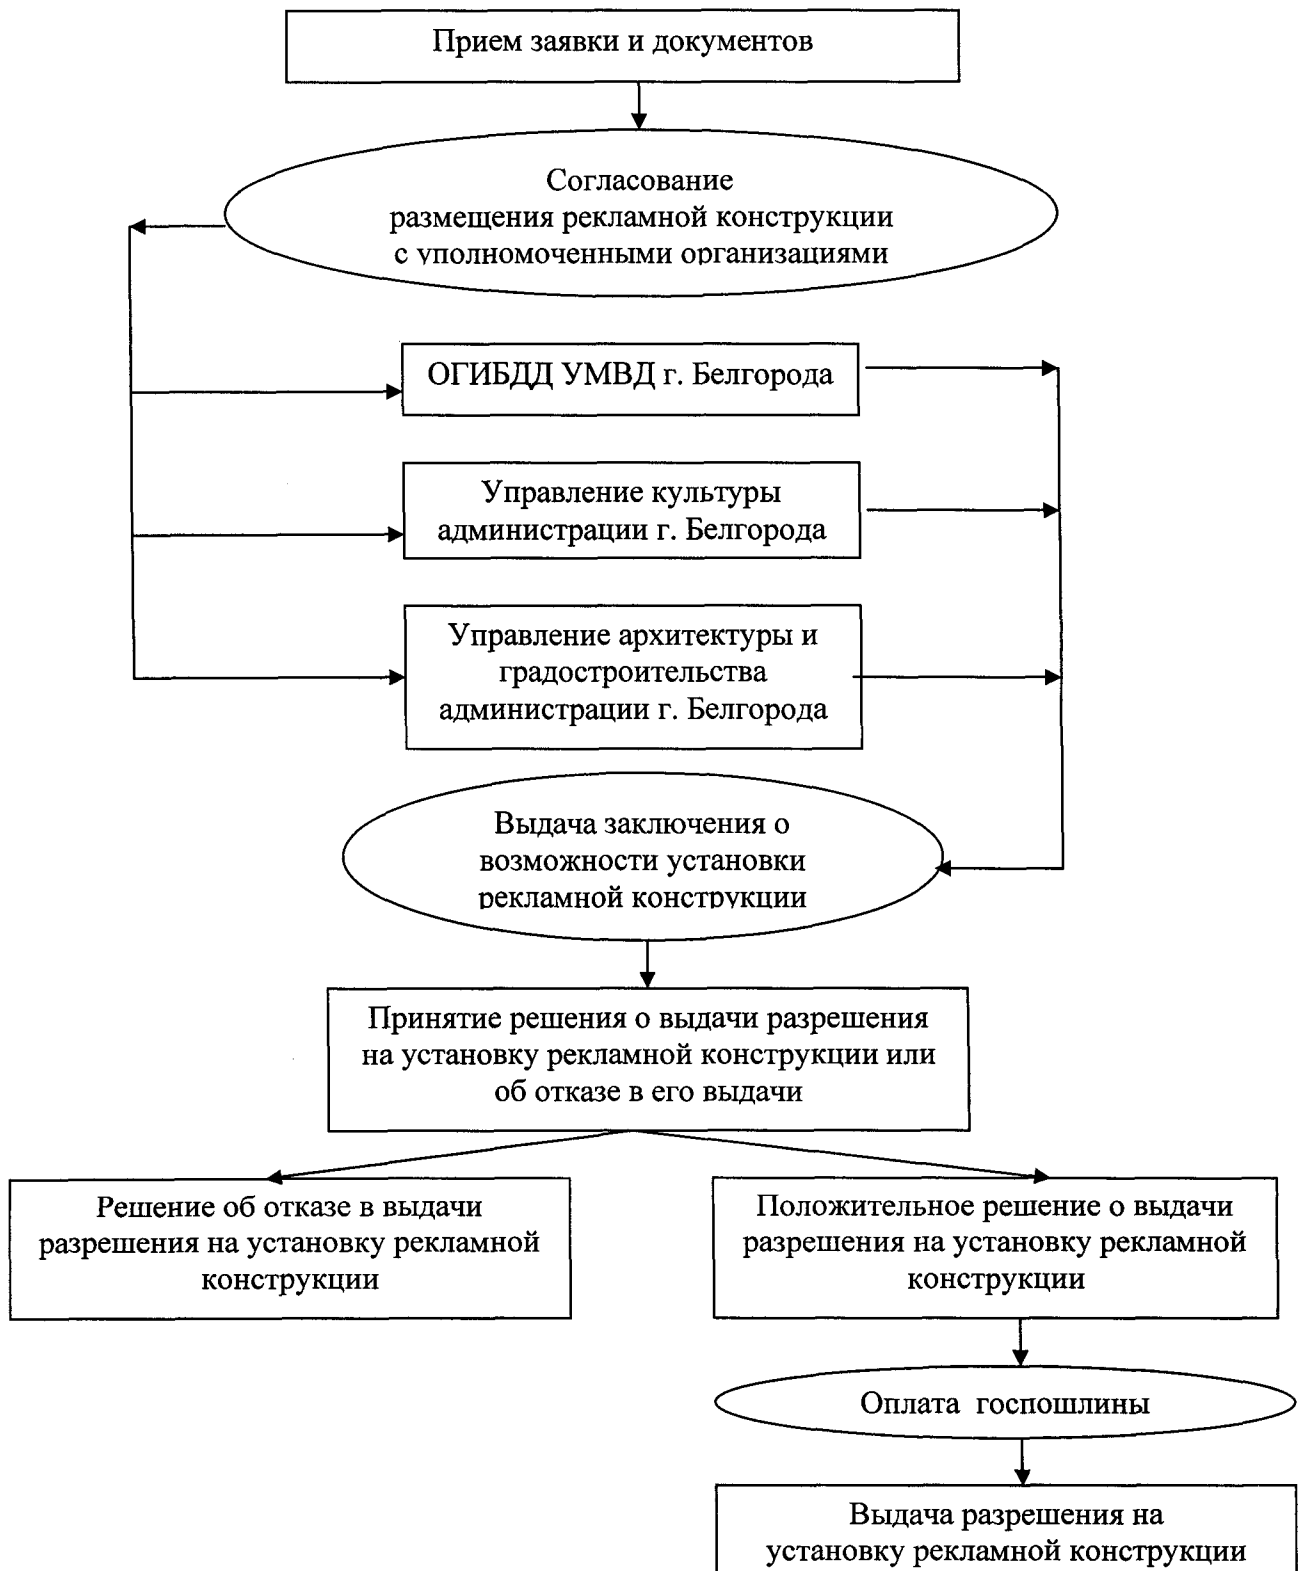 Прием заявки и документов
Согласование
размещения рекламной конструкции
с уполномоченными организациями
ОГИБДД УМВД г. Белгорода
Управление культуры
администрации г. Белгорода
Управление архитектуры и
градостроительства
администрации г. Белгорода
Выдача заключения о
возможности установки
рекламной конструкции
Принятие решения о выдачи разрешения
на установку рекламной конструкции или
об отказе в его выдачи
Решение об отказе в выдачи
разрешения на установку рекламной
конструкции
Положительное решение о выдачи
разрешения на установку рекламной
конструкции
Оплата госпошлины
Выдача разрешения на
установку рекламной конструкции